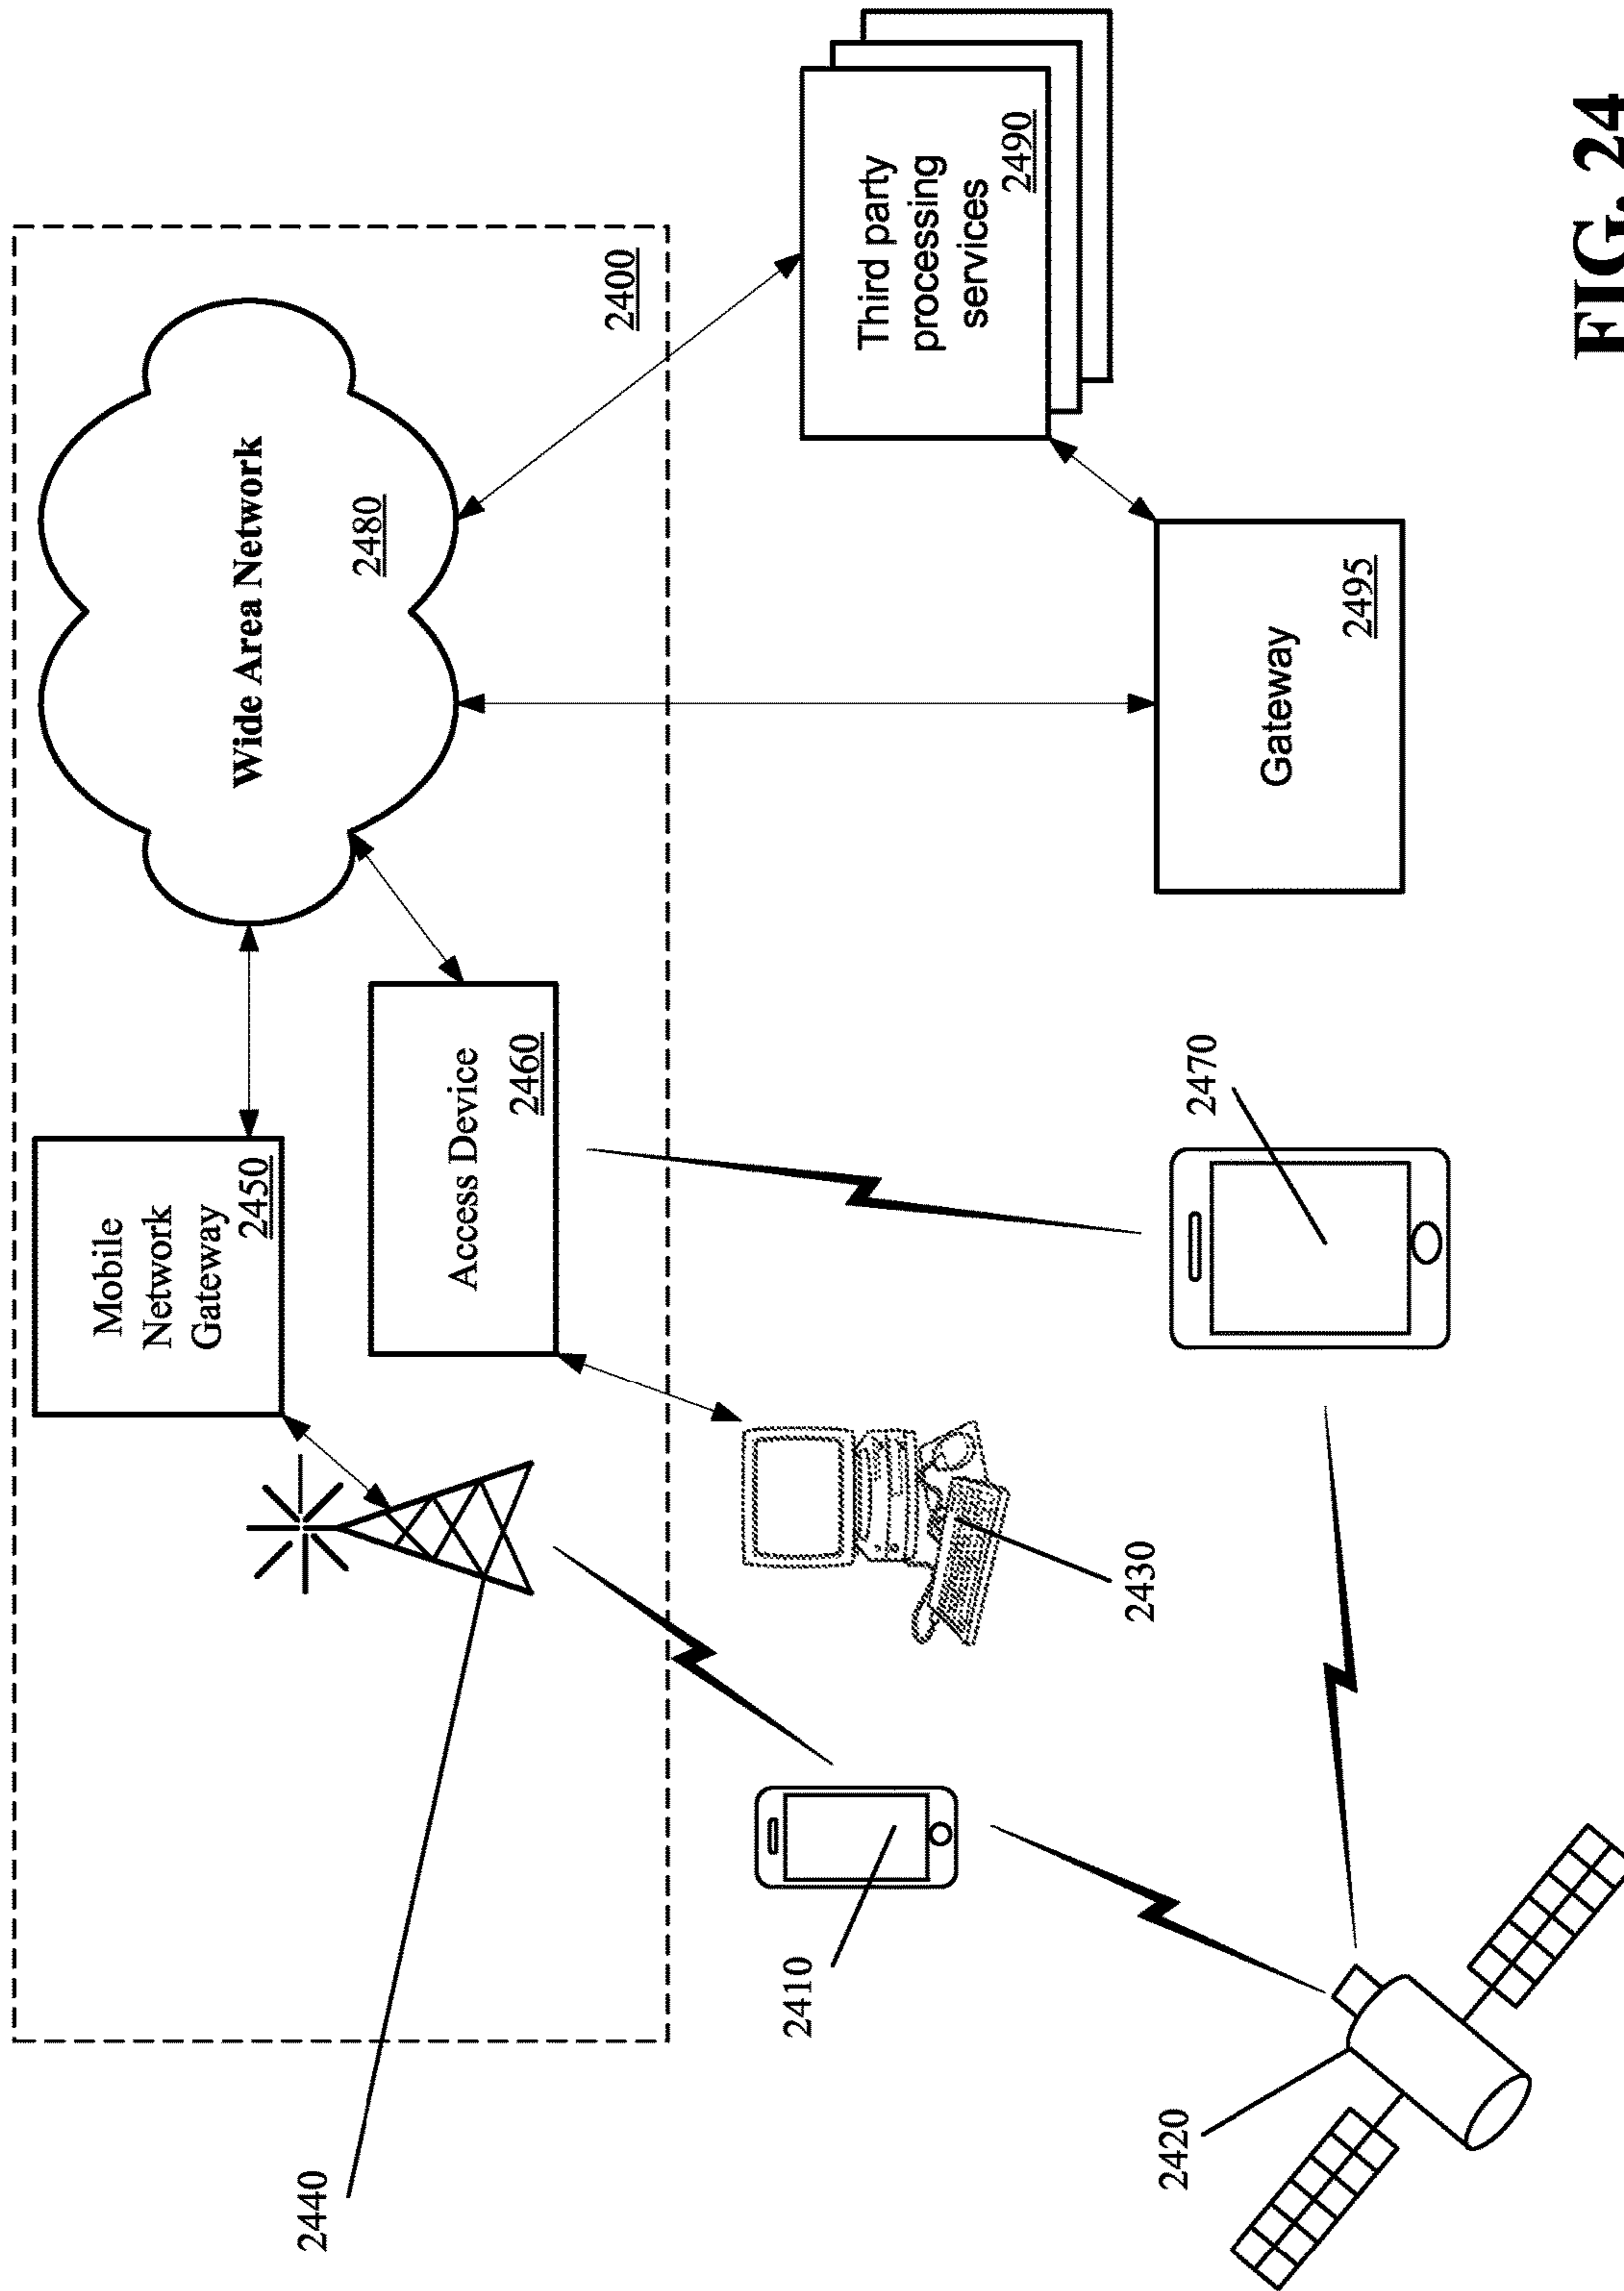 2440
Mobile
Network
Gateway
2450
Wide Area Network
2480
Access Device
2460
2400
2410
2430
Third party
processing
services
2490
2420
2470
Gateway
2495
FIG. 24